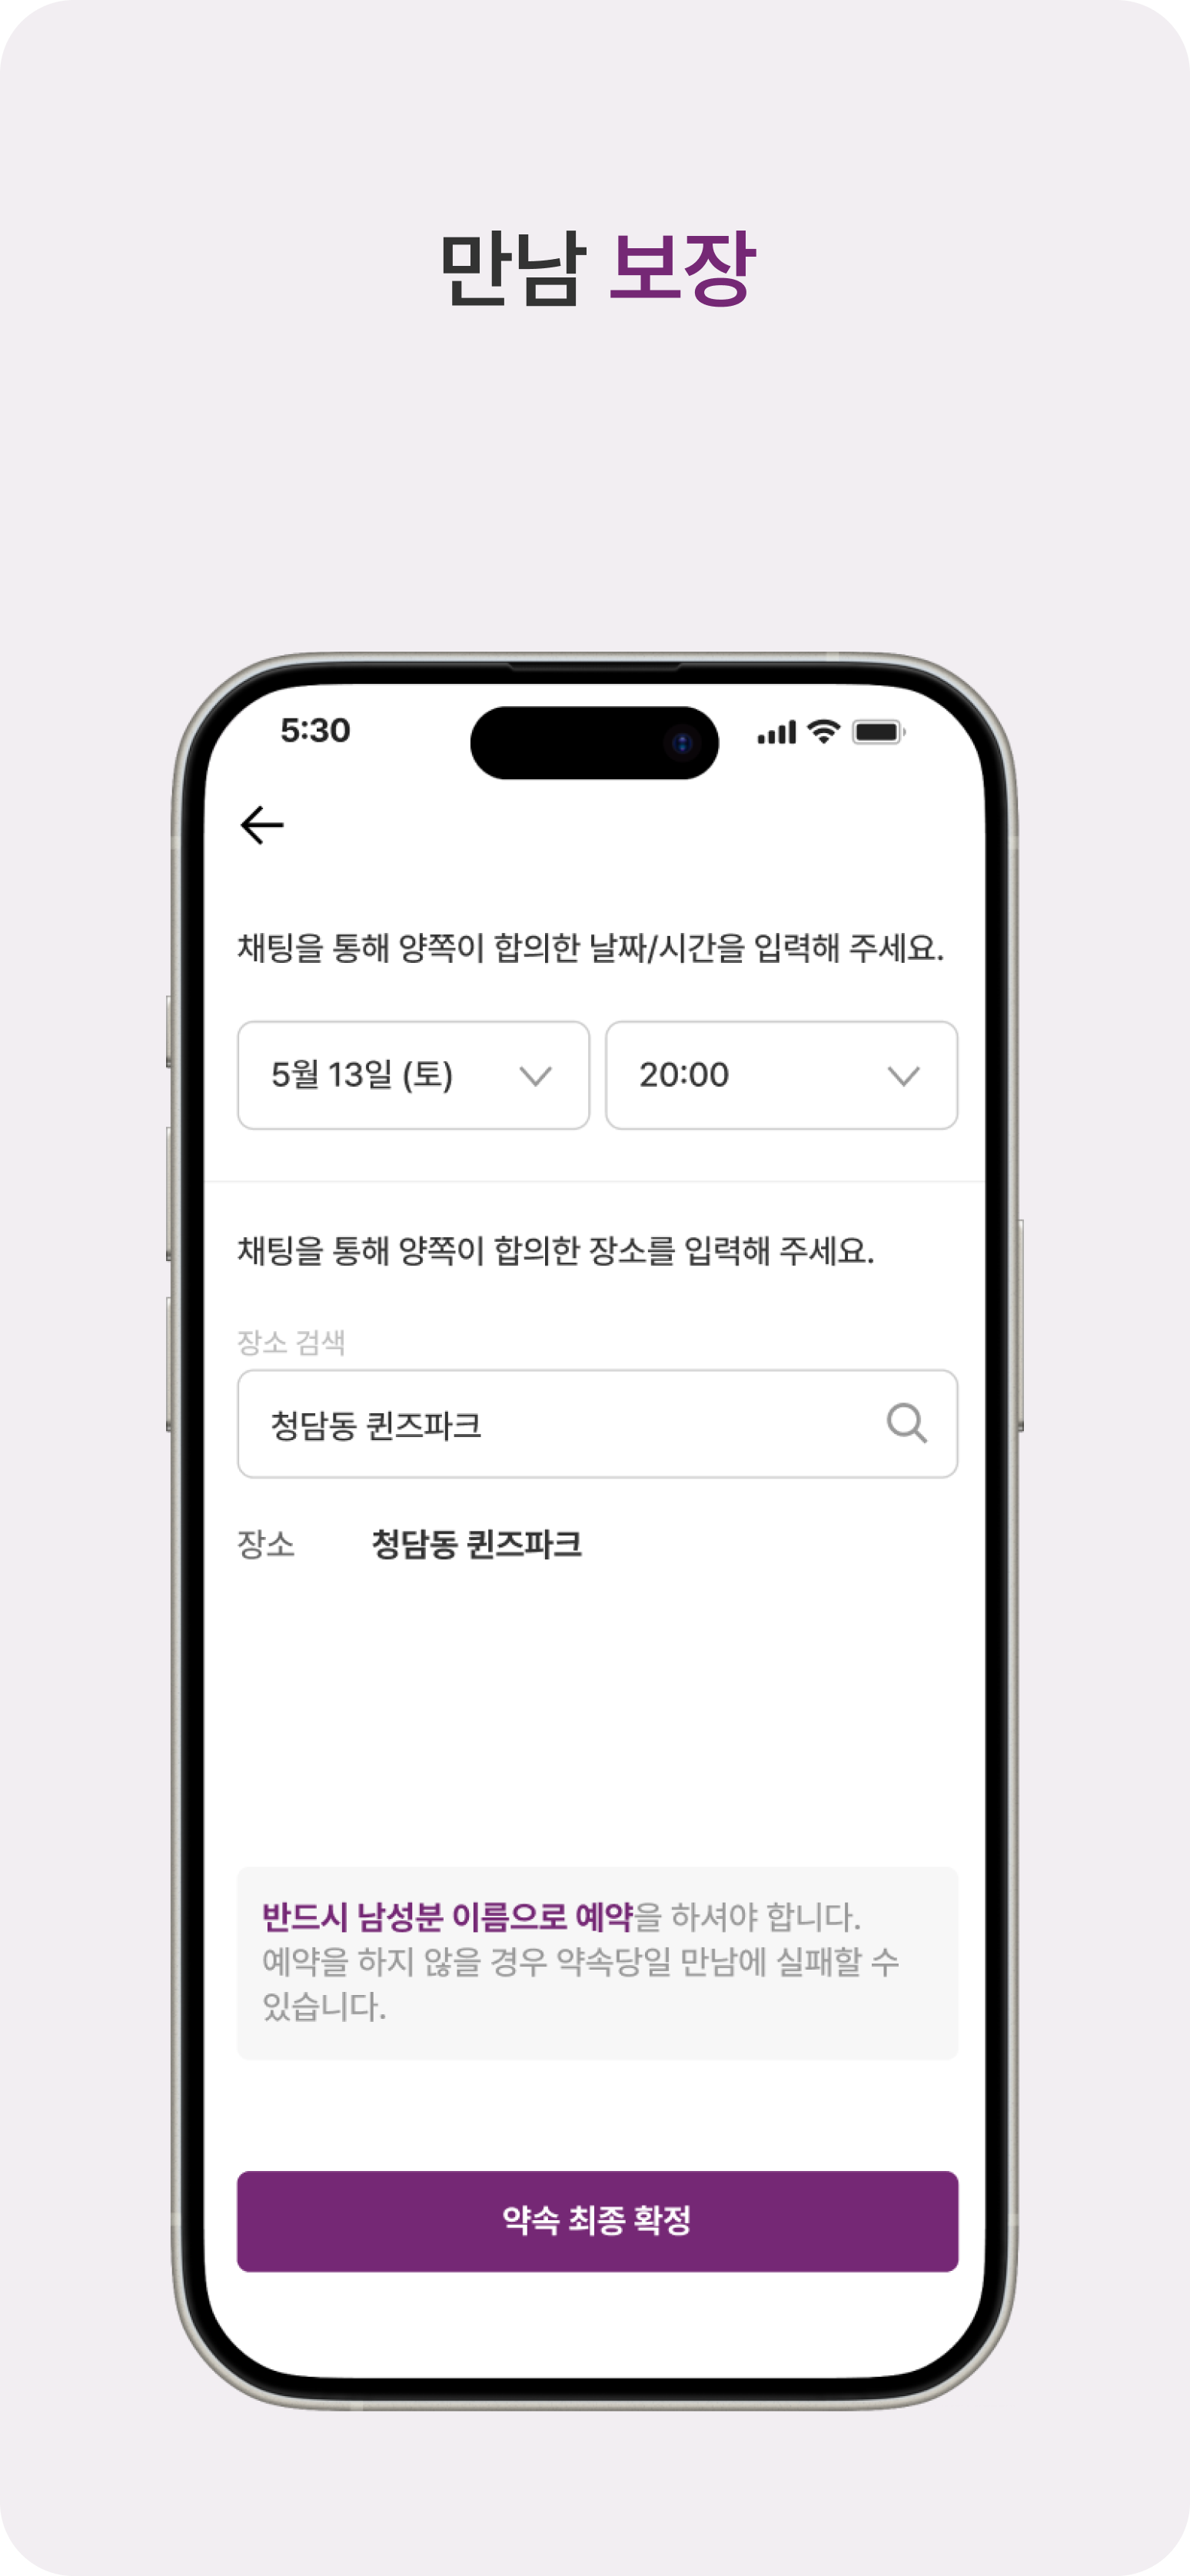 만남 보장
5:30
채팅을 통해 양쪽이 합의한 날짜/시간을 입력해 주세요.
5월 13일 (토)
20:00
채팅을 통해 양쪽이 합의한 장소를 입력해 주세요.
장소 검색
청담동 퀸즈파크
장소 청담동 퀸즈파크
반드시 남성분 이름으로 예약을 하셔야 합니다.
예약을 하지 않을 경우 약속당일 만남에 실패할 수
있습니다.
약속 최종 확정